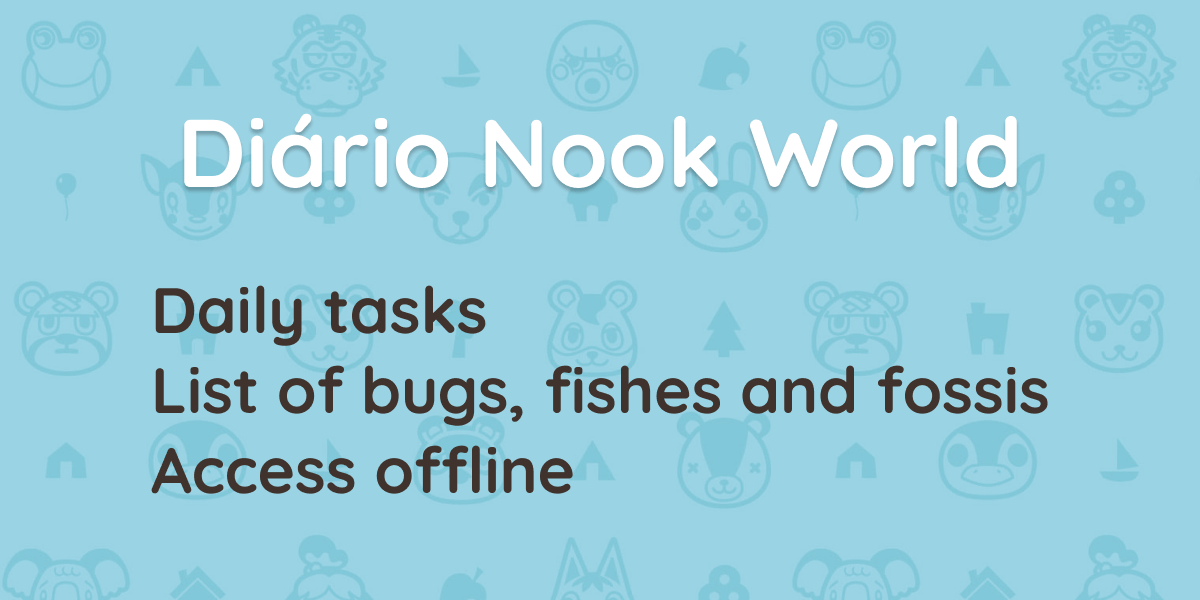 Diário Nook World
Daily tasks
List of bugs, fishes and fossis
Access offline